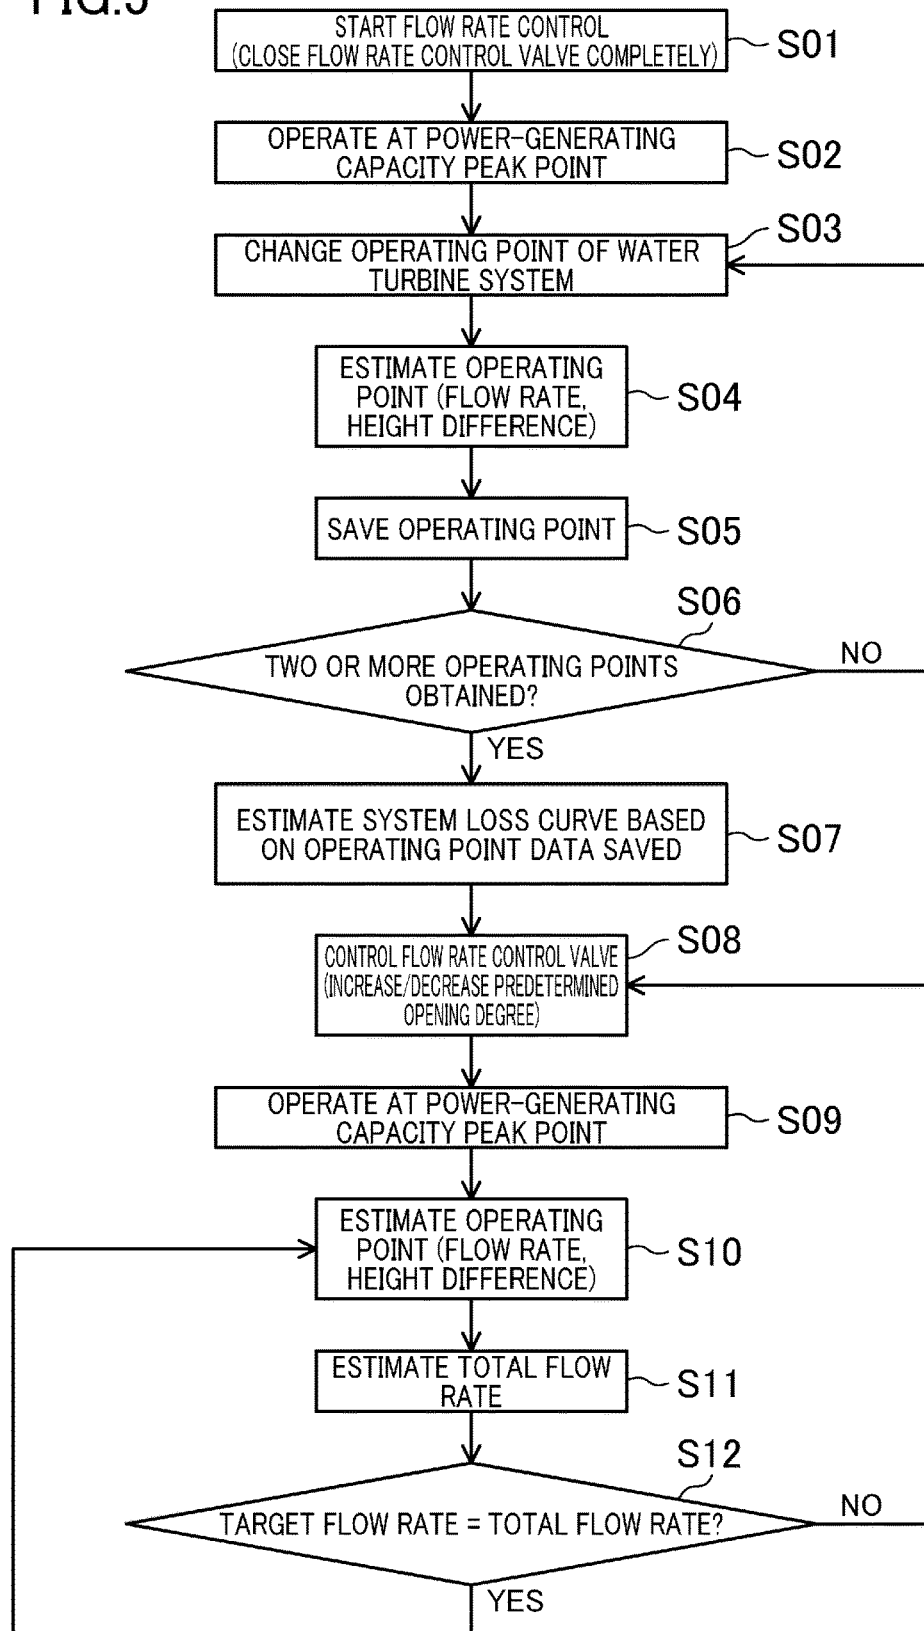 FIG.5
START FLOW RATE CONTROL
(CLOSE FLOW RATE CONTROL VALVE COMPLETELY)
S01
OPERATE AT POWER-GENERATING
CAPACITY PEAK POINT
S02
CHANGE OPERATING POINT OF WATER
TURBINE SYSTEM
S03
ESTIMATE OPERATING
POINT (FLOW RATE,
HEIGHT DIFFERENCE)
S04
SAVE OPERATING POINT
S05
S06
TWO OR MORE OPERATING POINTS
OBTAINED?
NO
YES
ESTIMATE SYSTEM LOSS CURVE BASED
ON OPERATING POINT DATA SAVED
S07
CONTROL FLOW RATE CONTROL VALVE
(INCREASE/DECREASE PREDETERMINED
OPENING DEGREE)
S08
OPERATE AT POWER-GENERATING
CAPACITY PEAK POINT
S09
ESTIMATE OPERATING
POINT (FLOW RATE,
HEIGHT DIFFERENCE)
S10
ESTIMATE TOTAL FLOW
RATE
S11
S12
TARGET FLOW RATE = TOTAL FLOW RATE?
NO
YES